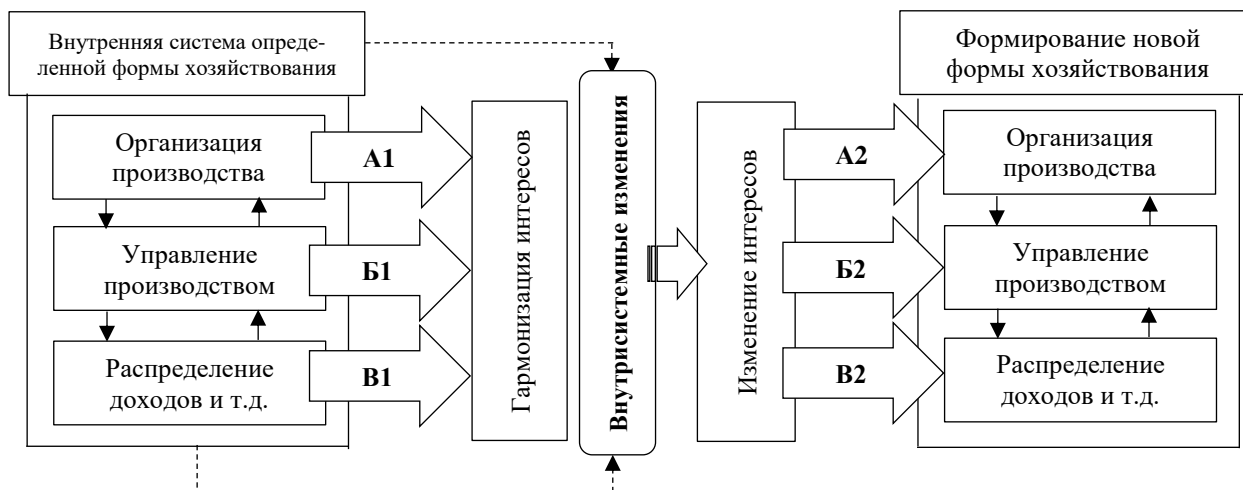 Внутренняя система опреде-
ленной формы хозяйствования
Организация
производства
Управление
производством
Распределение
доходов и т.д.
А1
Б1
В1
Гармонизация интересов
Внутрисистемные изменения
Изменение интересов
А2
Б2
В2
Формирование новой
формы хозяйствования
Организация
производства
Управление
производством
Распределение
доходов и т.д.